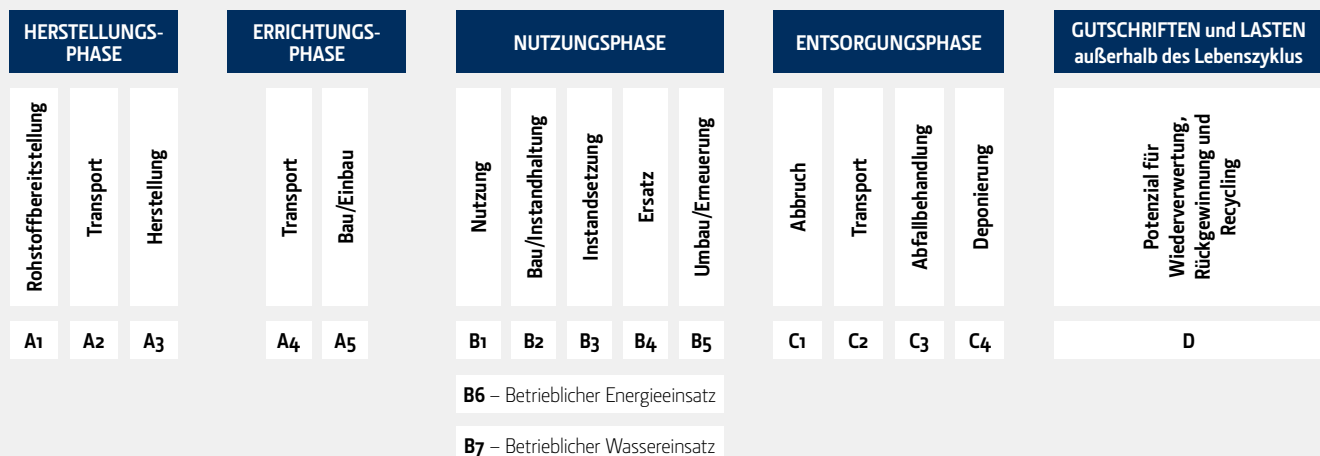 HERSTELLUNGS-
PHASE
ERRICHTUNGS-
PHASE
NUTZUNGSPHASE
ENTSORGUNGSPHASE
GUTSCHRIFTEN und LASTEN
außerhalb des Lebenszyklus
Rohstoffbereitstellung
Transport
Herstellung
Transport
Bau/Einbau
Nutzung
Bau/Instandhaltung
Instandsetzung
Ersatz
Umbau/Erneuerung
Abbruch
Transport
Abfallbehandlung
Deponierung
Potenzial für
Wiederverwertung,
Rückgewinnung und
Recycling
A1
A2
A3
A4
A5
B1
B2
B3
B4
B5
C1
C2
C3
C4
D
B6 – Betrieblicher Energieeinsatz
B7 – Betrieblicher Wassereinsatz